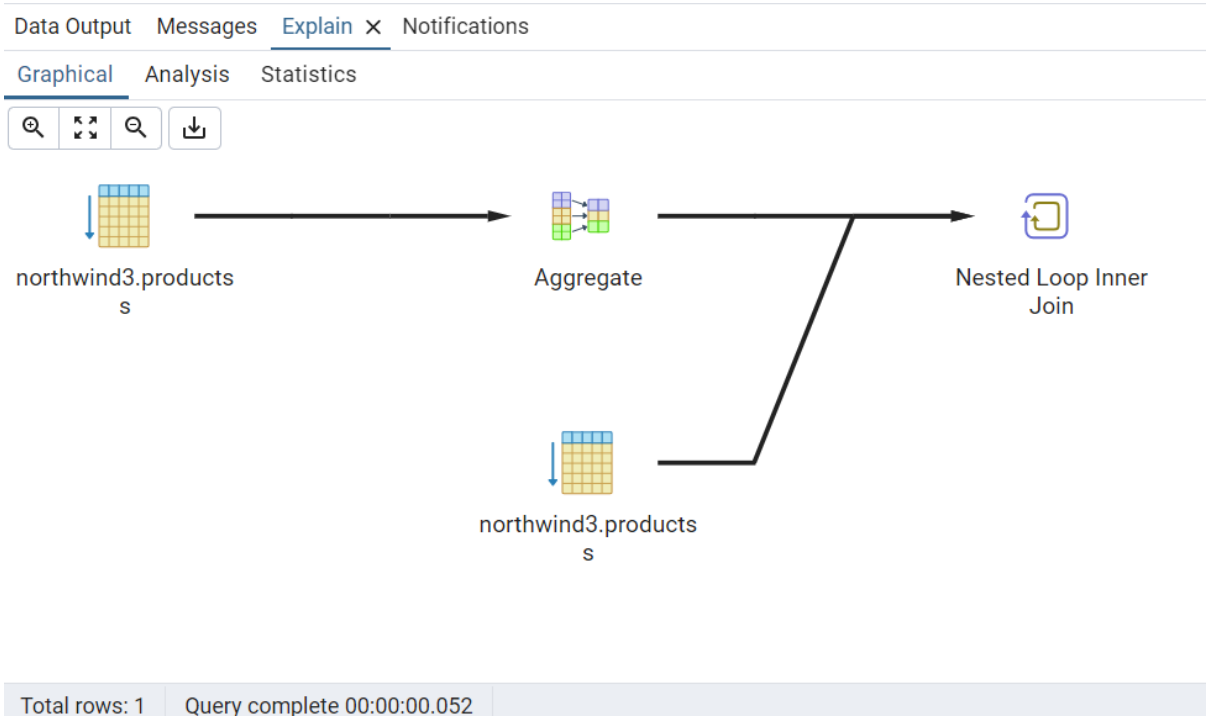 Data Output Messages Explain × Notifications
Graphical Analysis Statistics
northwind3.products
s
Aggregate
Nested Loop Inner
Join
northwind3.products
s
Total rows: 1 Query complete 00:00:00.052